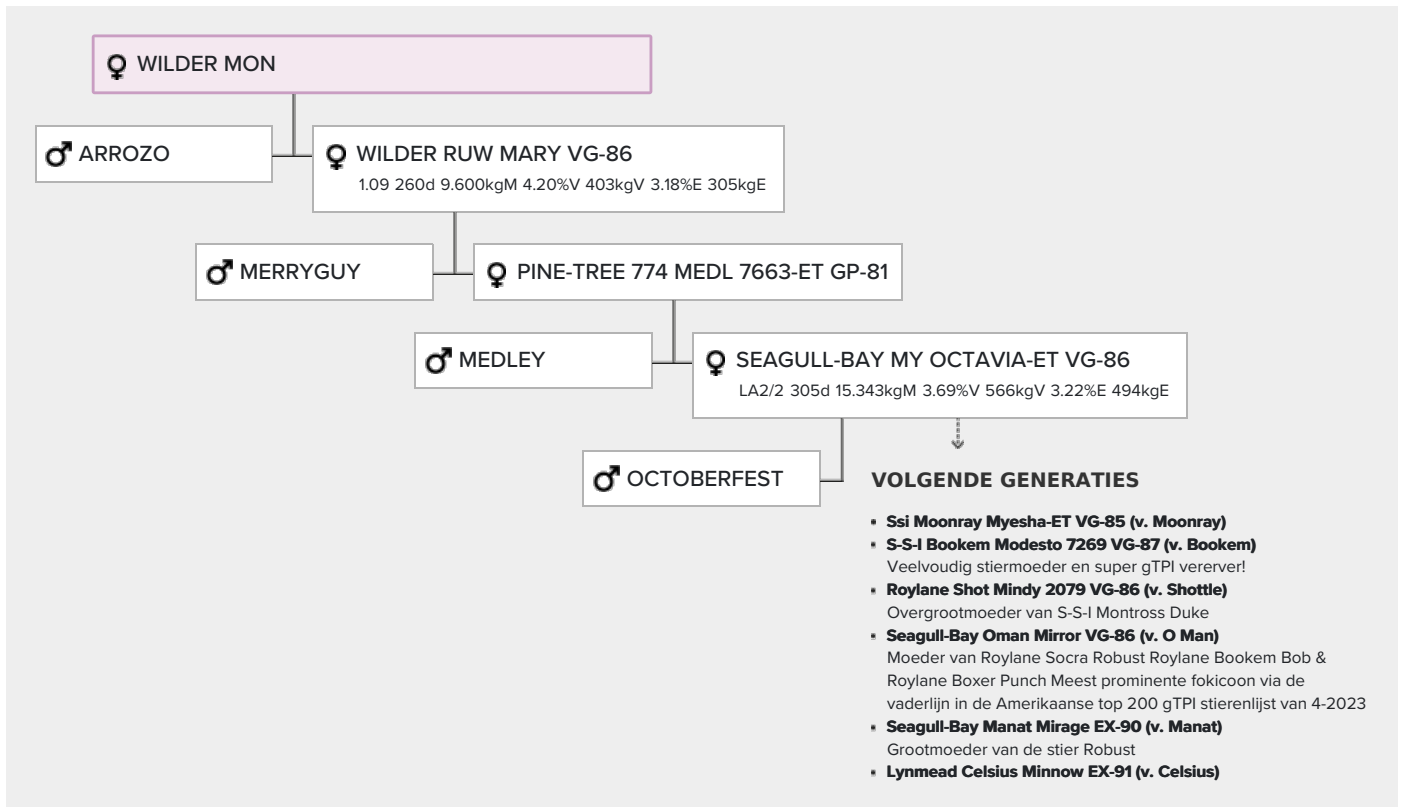 WILDER MON
ARROZO
WILDER RUW MARY VG-86
1.09 260d 9.600kgM 4.20%V 403kgV 3.18%E 305kgE
MERRYGUY
PINE-TREE 774 MEDL 7663-ET GP-81
MEDLEY
SEAGULL-BAY MY OCTAVIA-ET VG-86
LA2/2 305d 15.343kgM 3.69%V 566kgV 3.22%E 494kgE
OCTOBERFEST
VOLGENDE GENERATIES
Ssi Moonray Myesha-ET VG-85 (v. Moonray)
S-S-I Bookem Modesto 7269 VG-87 (v. Bookem)
Veelvoudig stiermoeder en super gTPI vererver!
Roylane Shot Mindy 2079 VG-86 (v. Shottle)
Overgrootmoeder van S-S-I Montross Duke
Seagull-Bay Oman Mirror VG-86 (v. O Man)
Moeder van Roylane Socra Robust Roylane Bookem Bob &
Roylane Boxer Punch Meest prominente fokicoon via de
vaderlijn in de Amerikaanse top 200 gTPI stierenlijst van 4-2023
Seagull-Bay Manat Mirage EX-90 (v. Manat)
Grootmoeder van de stier Robust
Lynmead Celsius Minnow EX-91 (v. Celsius)